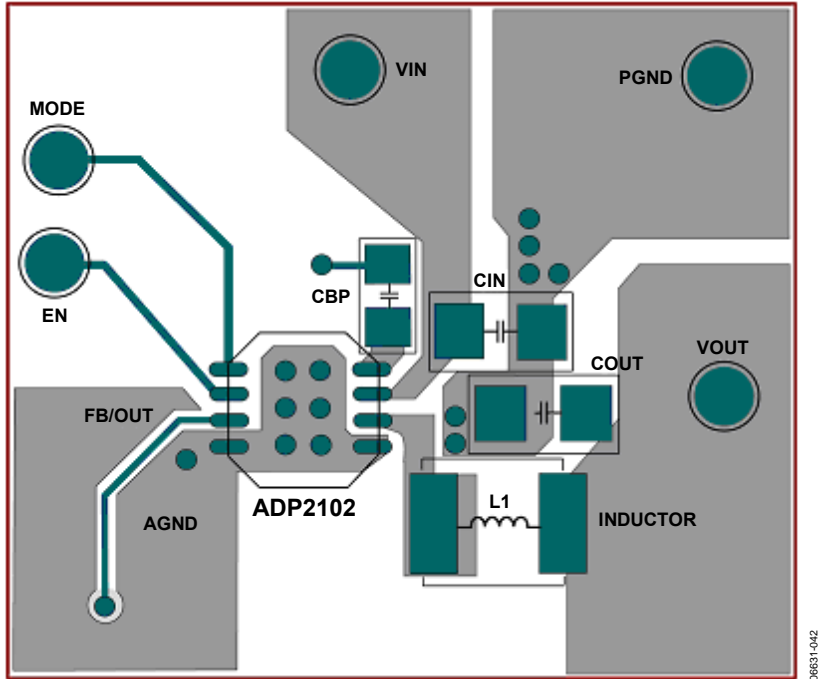 VIN
PGND
MODE
EN
CBP
CIN
COUT
VOUT
FB/OUT
ADP2102
L1
INDUCTOR
AGND
06631-042